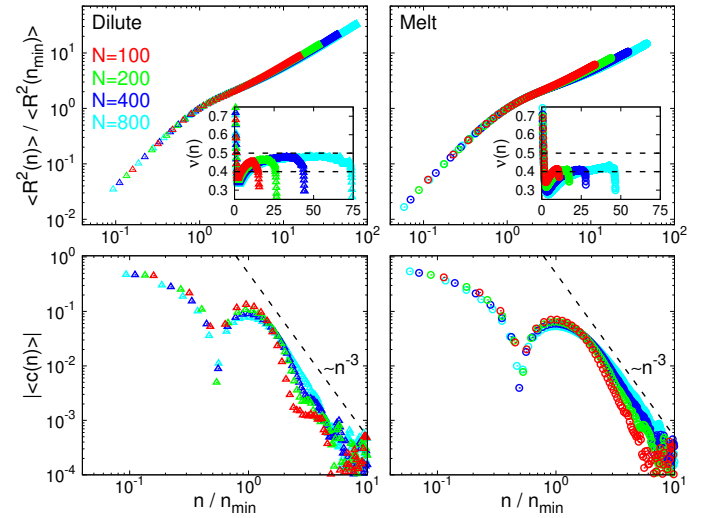 Dilute
Melt
<R²(n)> / <R²(n_min)>
10²
10¹
10⁰
10⁻¹
10⁻²
N=100
N=200
N=400
N=800
ν(n)
0.7
0.6
0.5
0.4
0.3
0 25 50 75
ν(n)
0.7
0.6
0.5
0.4
0.3
0 25 50 75
10⁻¹ 10⁰ 10¹ 10²
10⁻¹ 10⁰ 10¹ 10²
|<c(n)>|
10⁰
10⁻¹
10⁻²
10⁻³
10⁻⁴
~n⁻³
~n⁻³
10⁻¹ 10⁰ 10¹
10⁻¹ 10⁰ 10¹
n / n_min
n / n_min